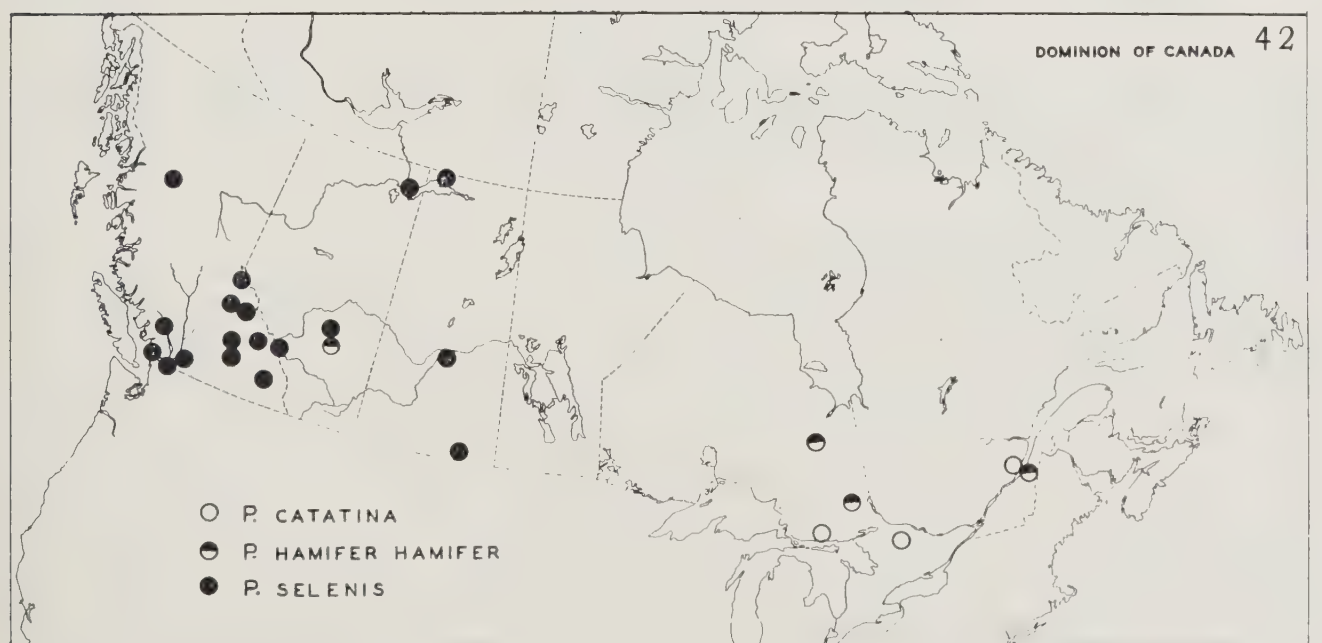 DOMINION OF CANADA 42
P. CATATINA
P. HAMIFER HAMIFER
P. SELENIS